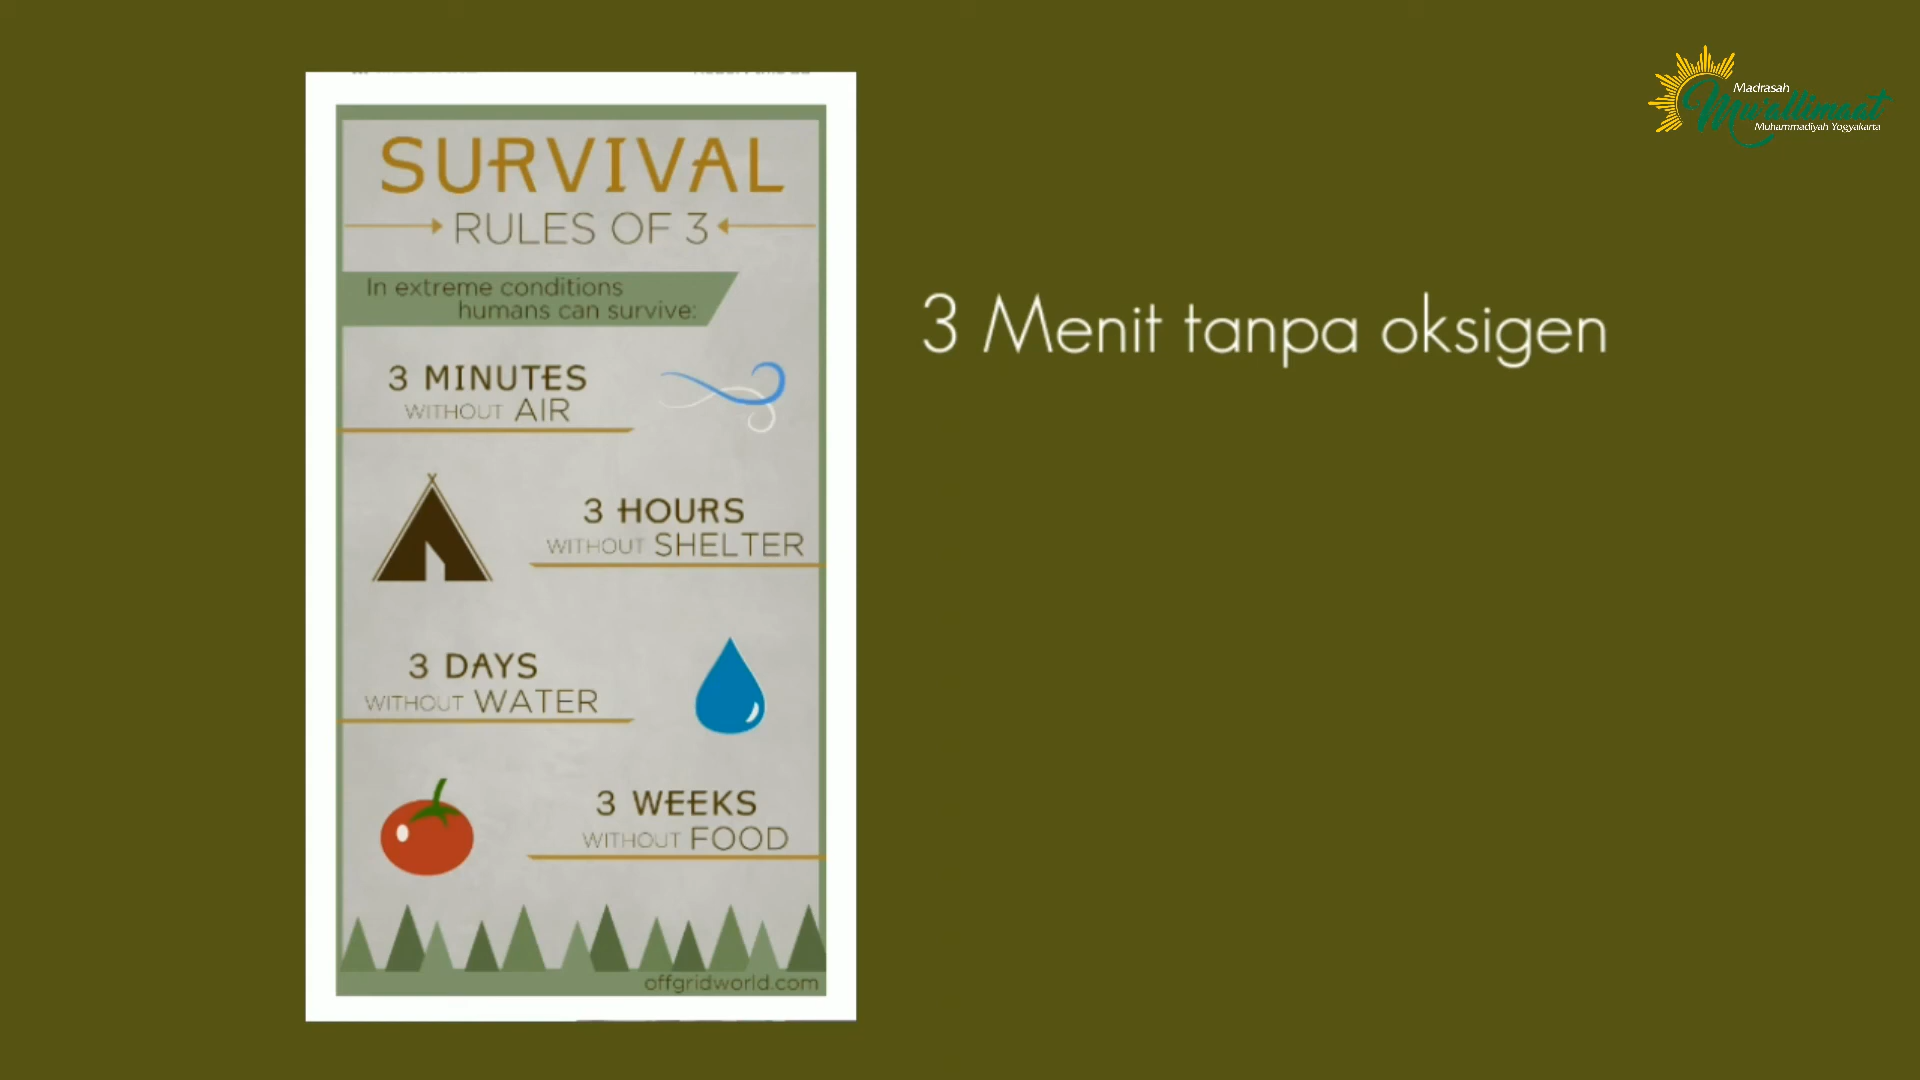 SURVIVAL
RULES OF 3
In extreme conditions
humans can survive:
3 MINUTES
WITHOUT AIR
3 HOURS
WITHOUT SHELTER
3 DAYS
WITHOUT WATER
3 WEEKS
WITHOUT FOOD
offgridworld.com
3 Menit tanpa oksigen
Madrasah
Mu'allimaat
Muhammadiyah Yogyakarta